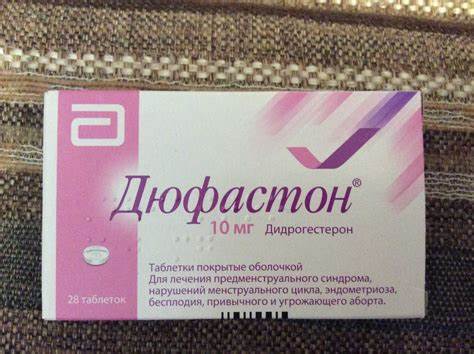 Дюфастон®
10 мг Дидрогестерон
Таблетки покрытые оболочкой
Для лечения предменструального синдрома,
нарушений менструального цикла, эндометриоза,
бесплодия, привычного и угрожающего аборта.
28 таблеток